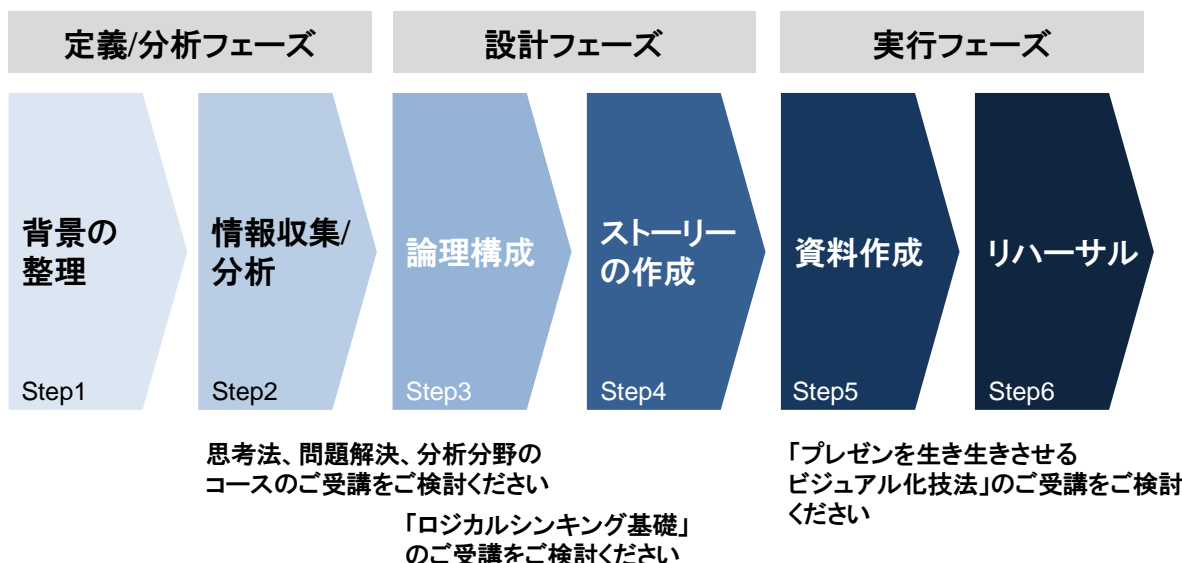 定義/分析フェーズ
設計フェーズ
実行フェーズ
背景の
整理
Step1
情報収集/
分析
Step2
論理構成
Step3
ストーリー
の作成
Step4
資料作成
Step5
リハーサル
Step6
思考法、問題解決、分析分野の
コースのご受講をご検討ください
「ロジカルシンキング基礎」
のご受講をご検討ください
「プレゼンを生き生きさせる
ビジュアル化技法」のご受講をご検討
ください